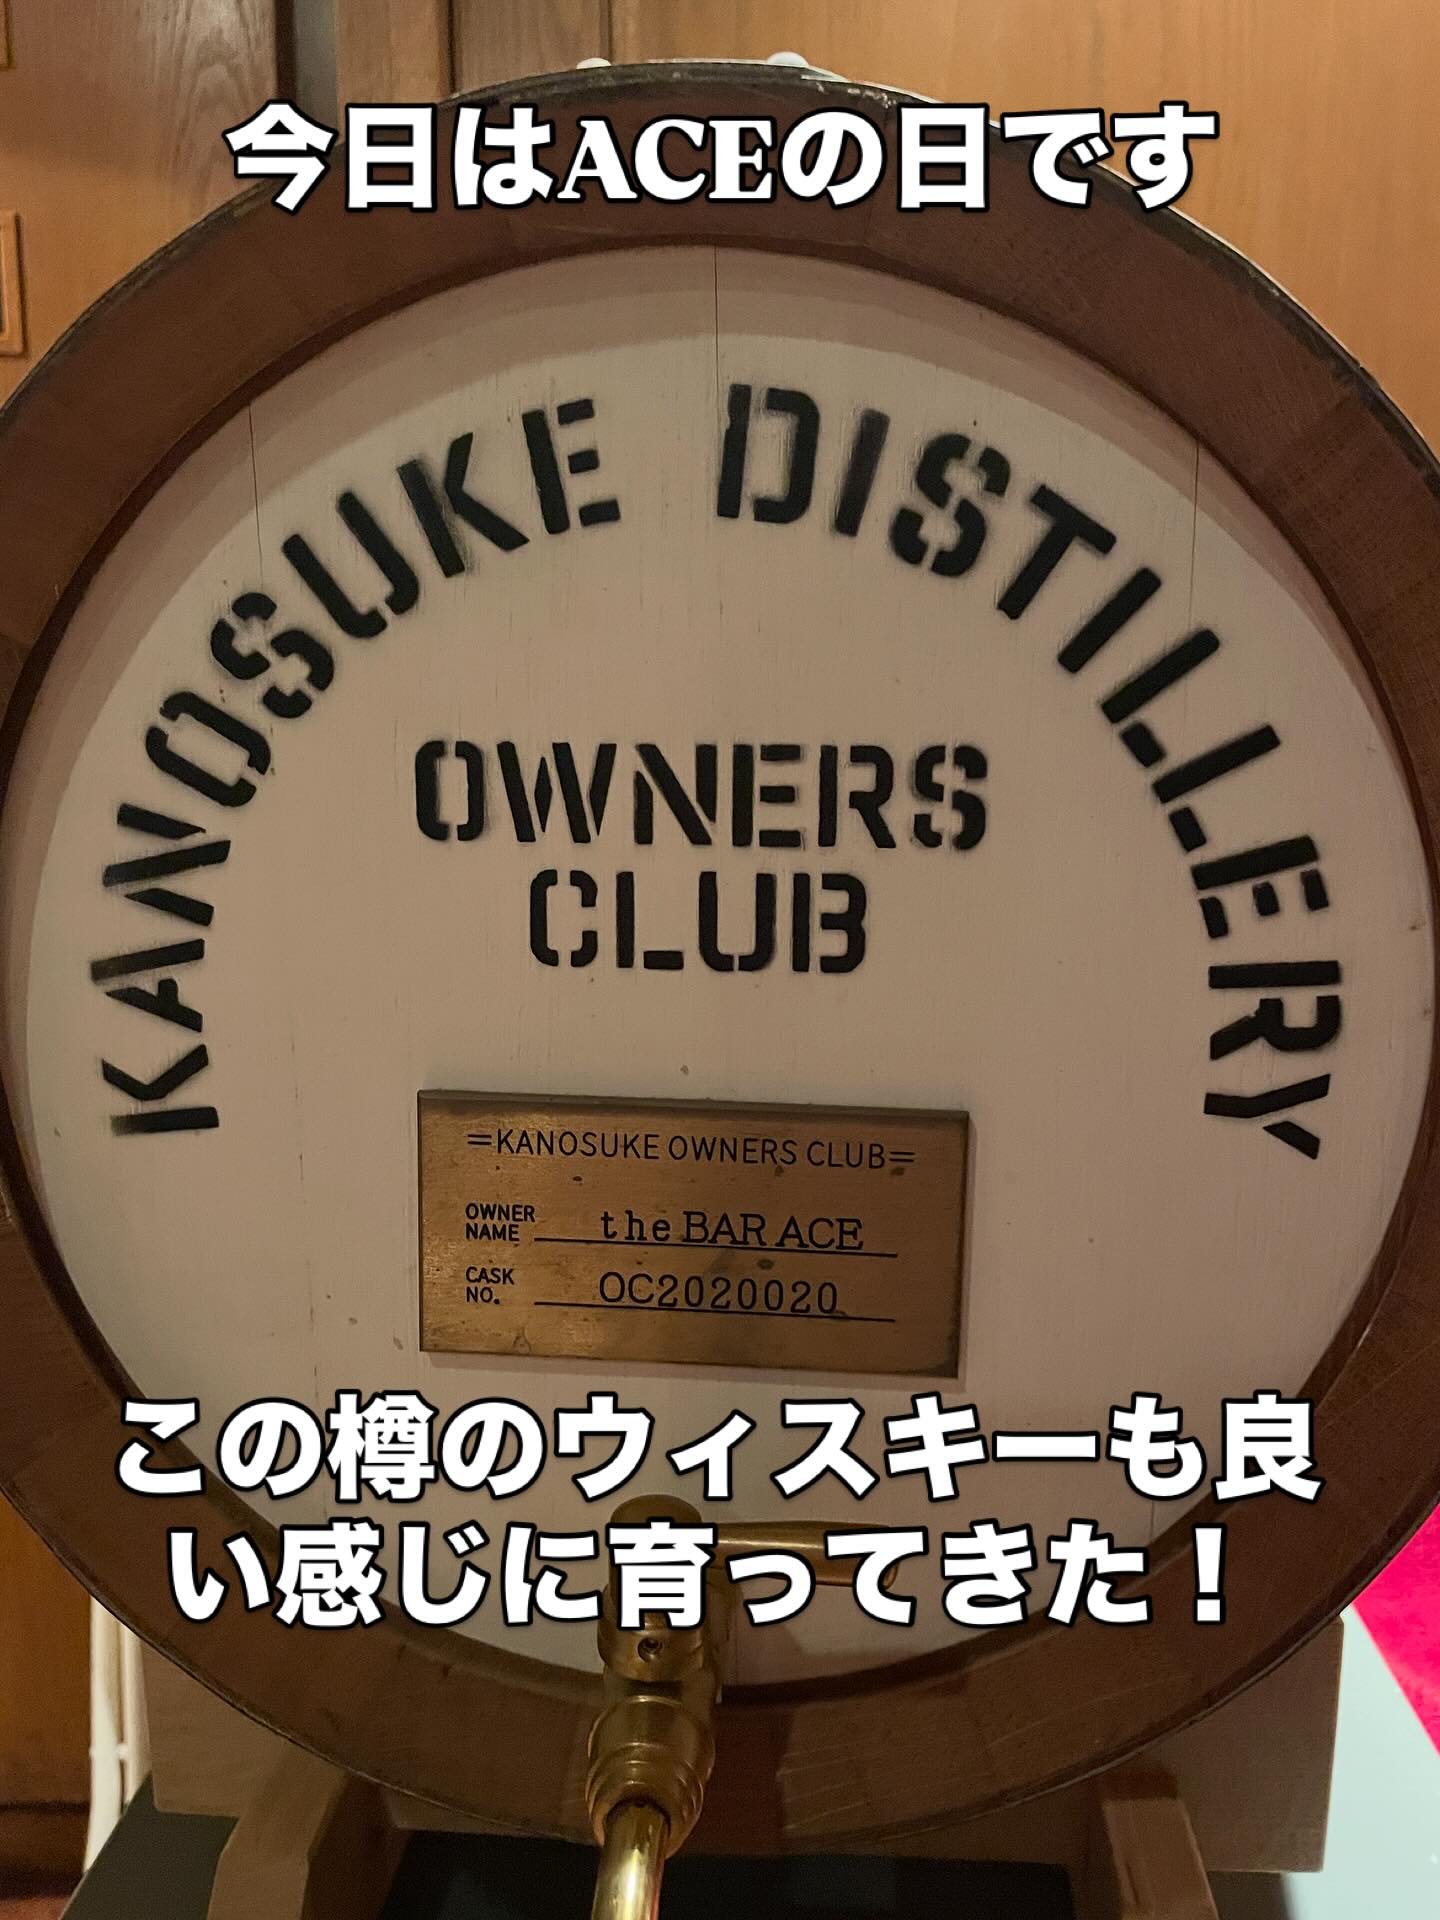 今日はACEの日です
KANOSUKE DISTILLERY
OWNERS
CLUB
=KANOSUKE OWNERS CLUB=
OWNER NAME the BAR ACE
CASK NO. OC2020020
この樽のウィスキーも良
い感じに育ってきた！